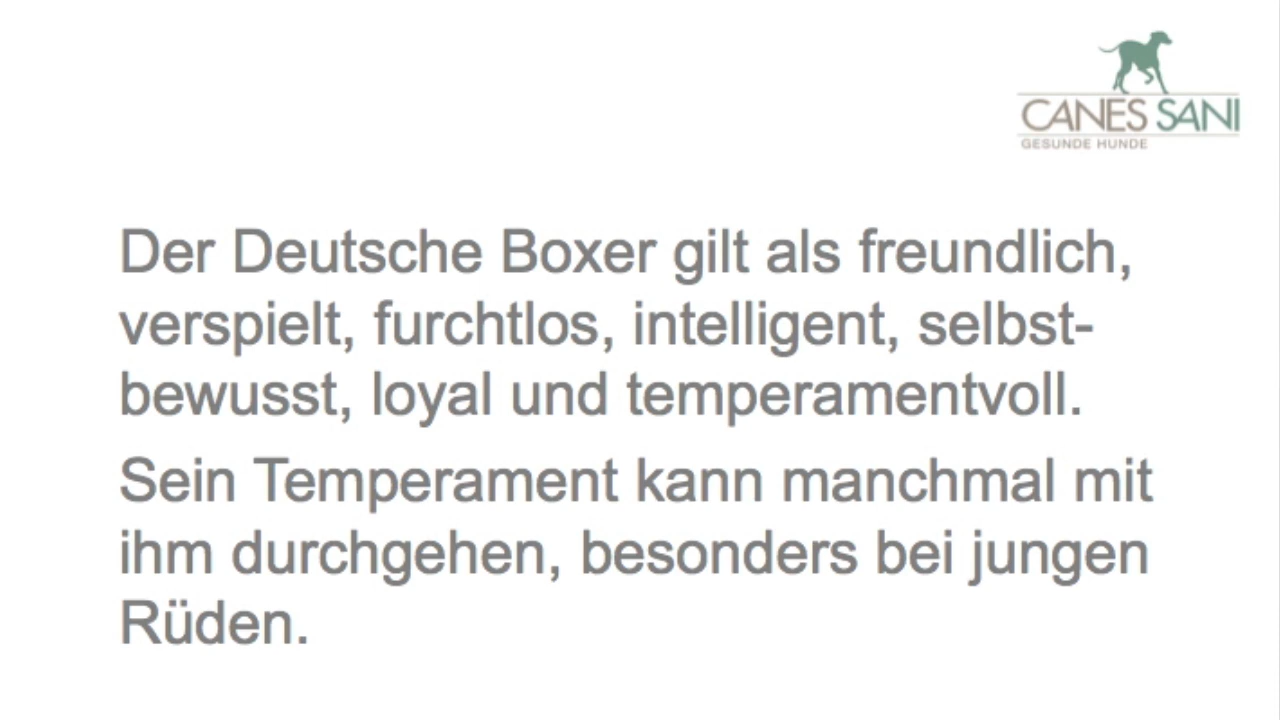 CANES SANI
GESUNDE HUNDE
Der Deutsche Boxer gilt als freundlich,
verspielt, furchtlos, intelligent, selbst-
bewusst, loyal und temperamentvoll.
Sein Temperament kann manchmal mit
ihm durchgehen, besonders bei jungen
Rüden.